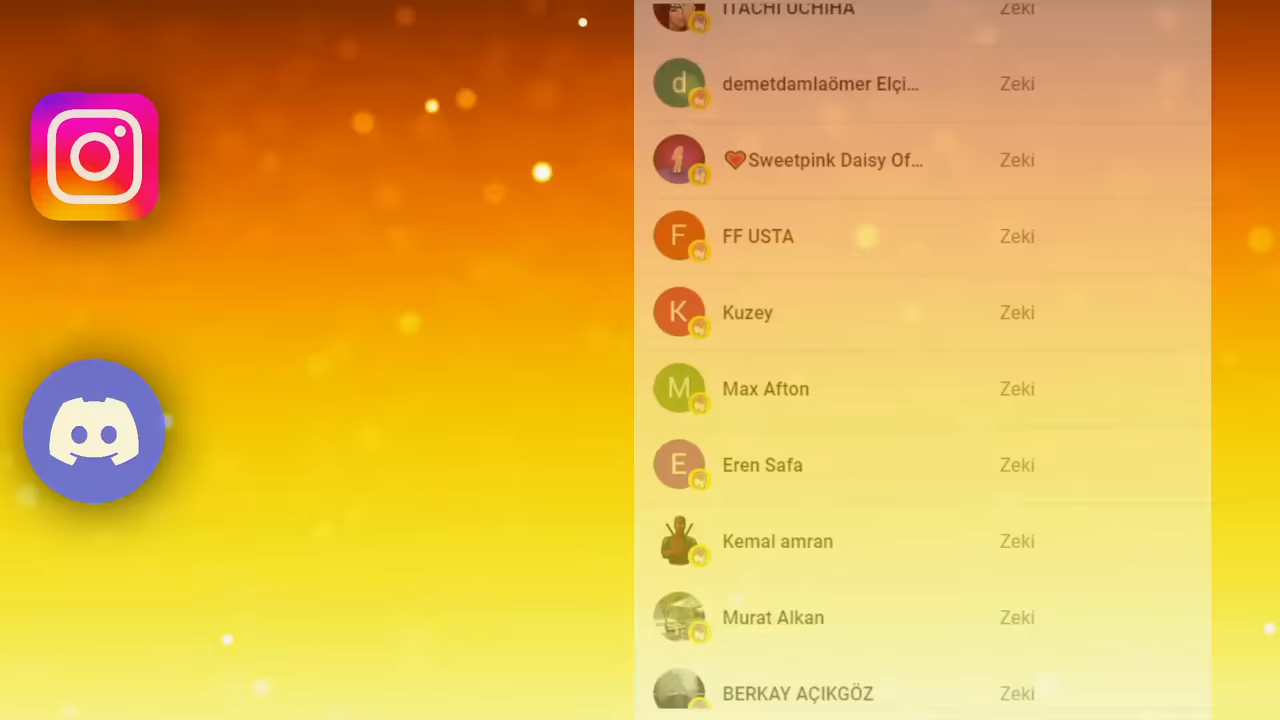 ITACHI UCHIHA Zeki
d demetdamlaömer Elçi... Zeki
❤Sweetpink Daisy Of... Zeki
F FF USTA Zeki
K Kuzey Zeki
M Max Afton Zeki
E Eren Safa Zeki
Kemal amran Zeki
Murat Alkan Zeki
BERKAY AÇIKGÖZ Zeki